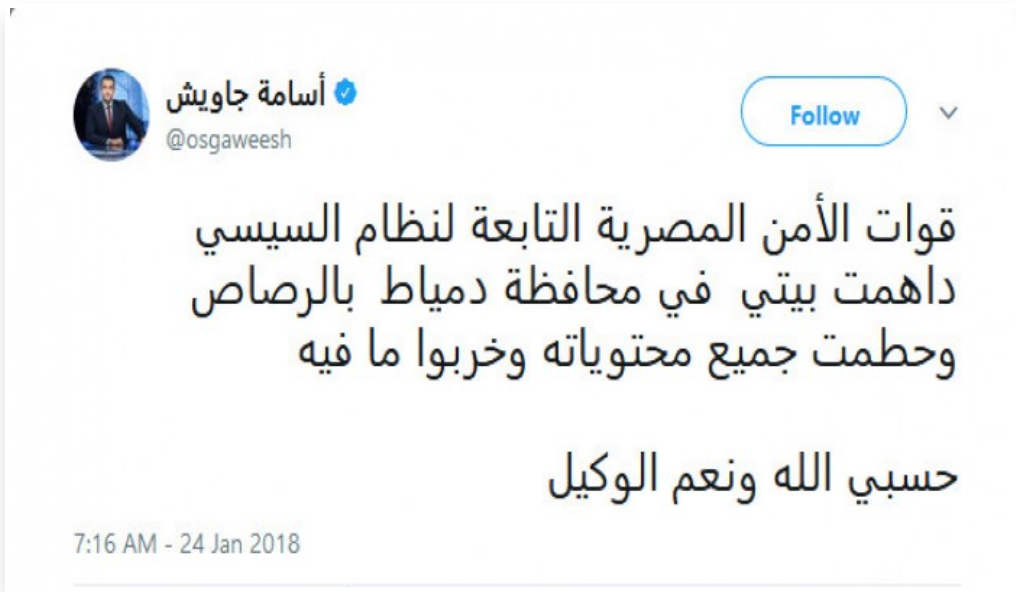 أسامة جاويش
@osgaweesh
Follow
قوات الأمن المصرية التابعة لنظام السيسي
داهمت بيتي في محافظة دمياط بالرصاص
وحطمت جميع محتوياته وخربوا ما فيه
حسبي الله ونعم الوكيل
7:16 AM - 24 Jan 2018